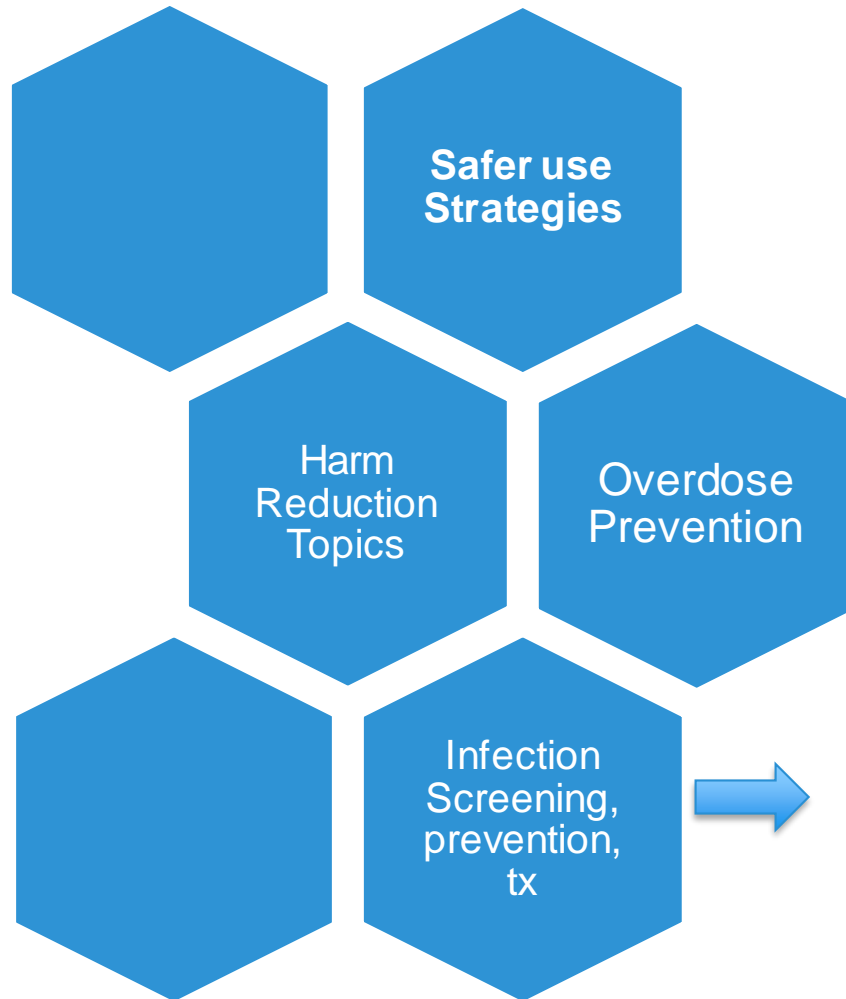 Safer use
Strategies
Harm
Reduction
Topics
Overdose
Prevention
Infection
Screening,
prevention,
tx